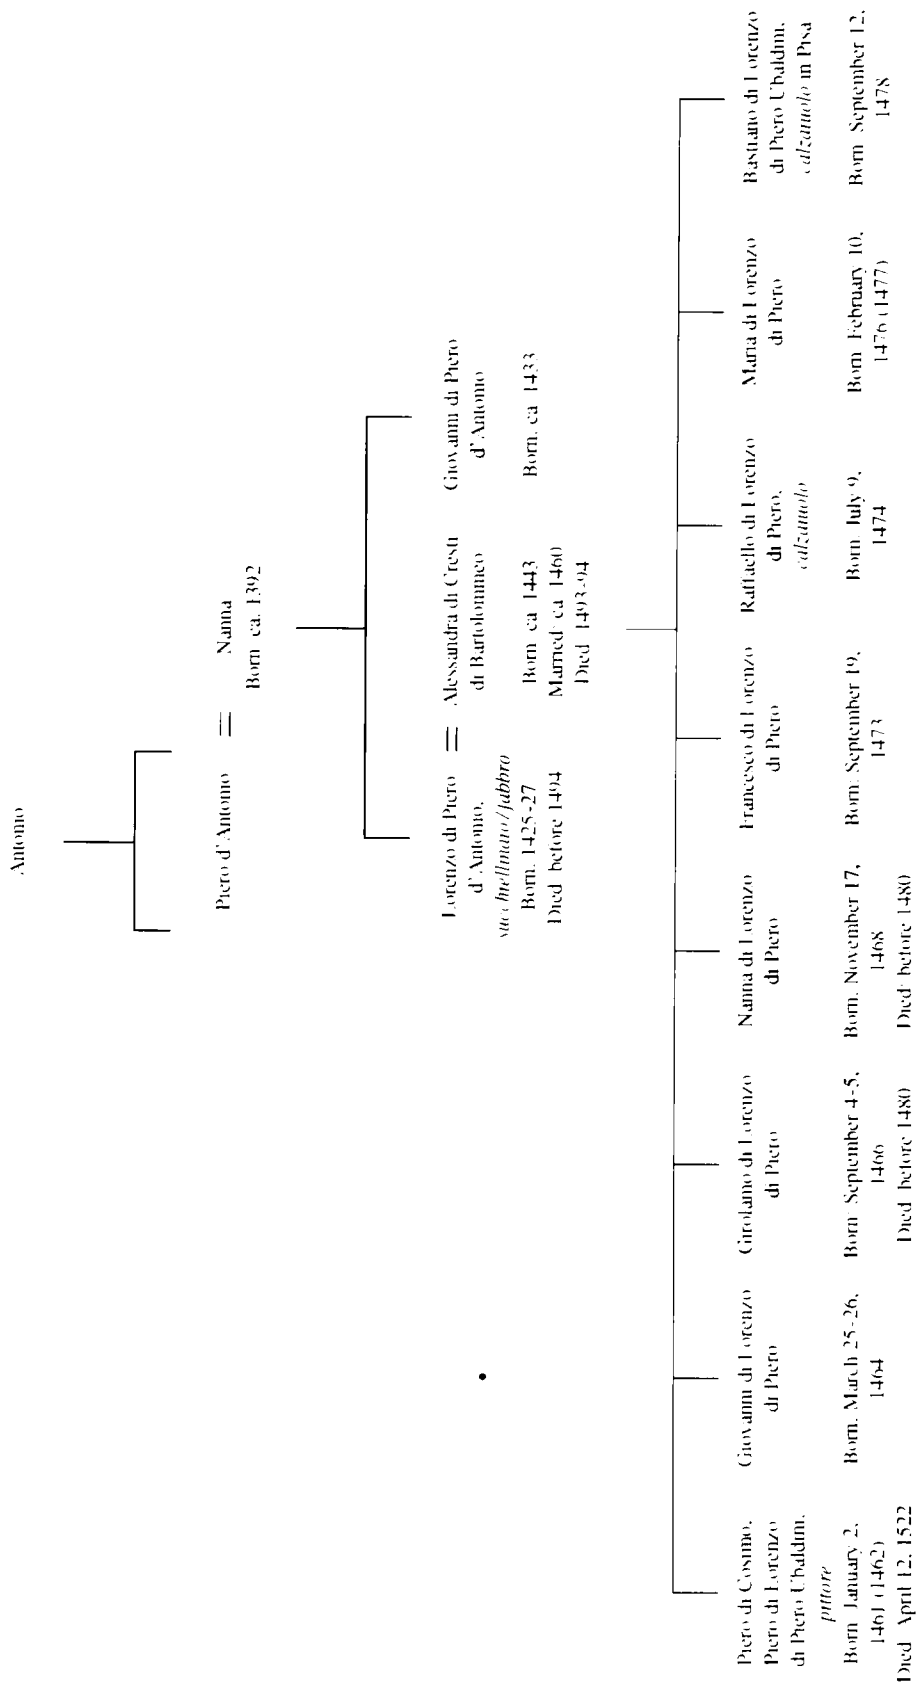 Antonio
Piero d'Antonio = Nanna
Born ca. 1392
Lorenzo di Piero
d'Antonio,
succhiellinaio/fabbro
Born. 1425-27
Died before 1494
=
Alessandra di Cresti
di Bartolommeo
Born ca 1443
Married ca 1460
Died 1493-94
Giovanni di Piero
d'Antonio
Born. ca 1433
Piero di Cosimo,
Piero di Lorenzo
di Piero Ubaldini,
pittore
Born January 2,
1461 (1462)
Died April 12, 1522
Giovanni di Lorenzo
di Piero
Born. March 25-26,
1464
Girolamo di Lorenzo
di Piero
Born September 4-5,
1466
Died before 1480
Nanna di Lorenzo
di Piero
Born. November 17,
1468
Died before 1480
Francesco di Lorenzo
di Piero
Born: September 19,
1473
Raffaello di Lorenzo
di Piero,
calzaiuolo
Born. July 9,
1474
Maria di Lorenzo
di Piero
Born February 10,
1476 (1477)
Bastiano di Lorenzo
di Piero Ubaldini,
calzaiuolo in Pisa
Born September 12,
1478